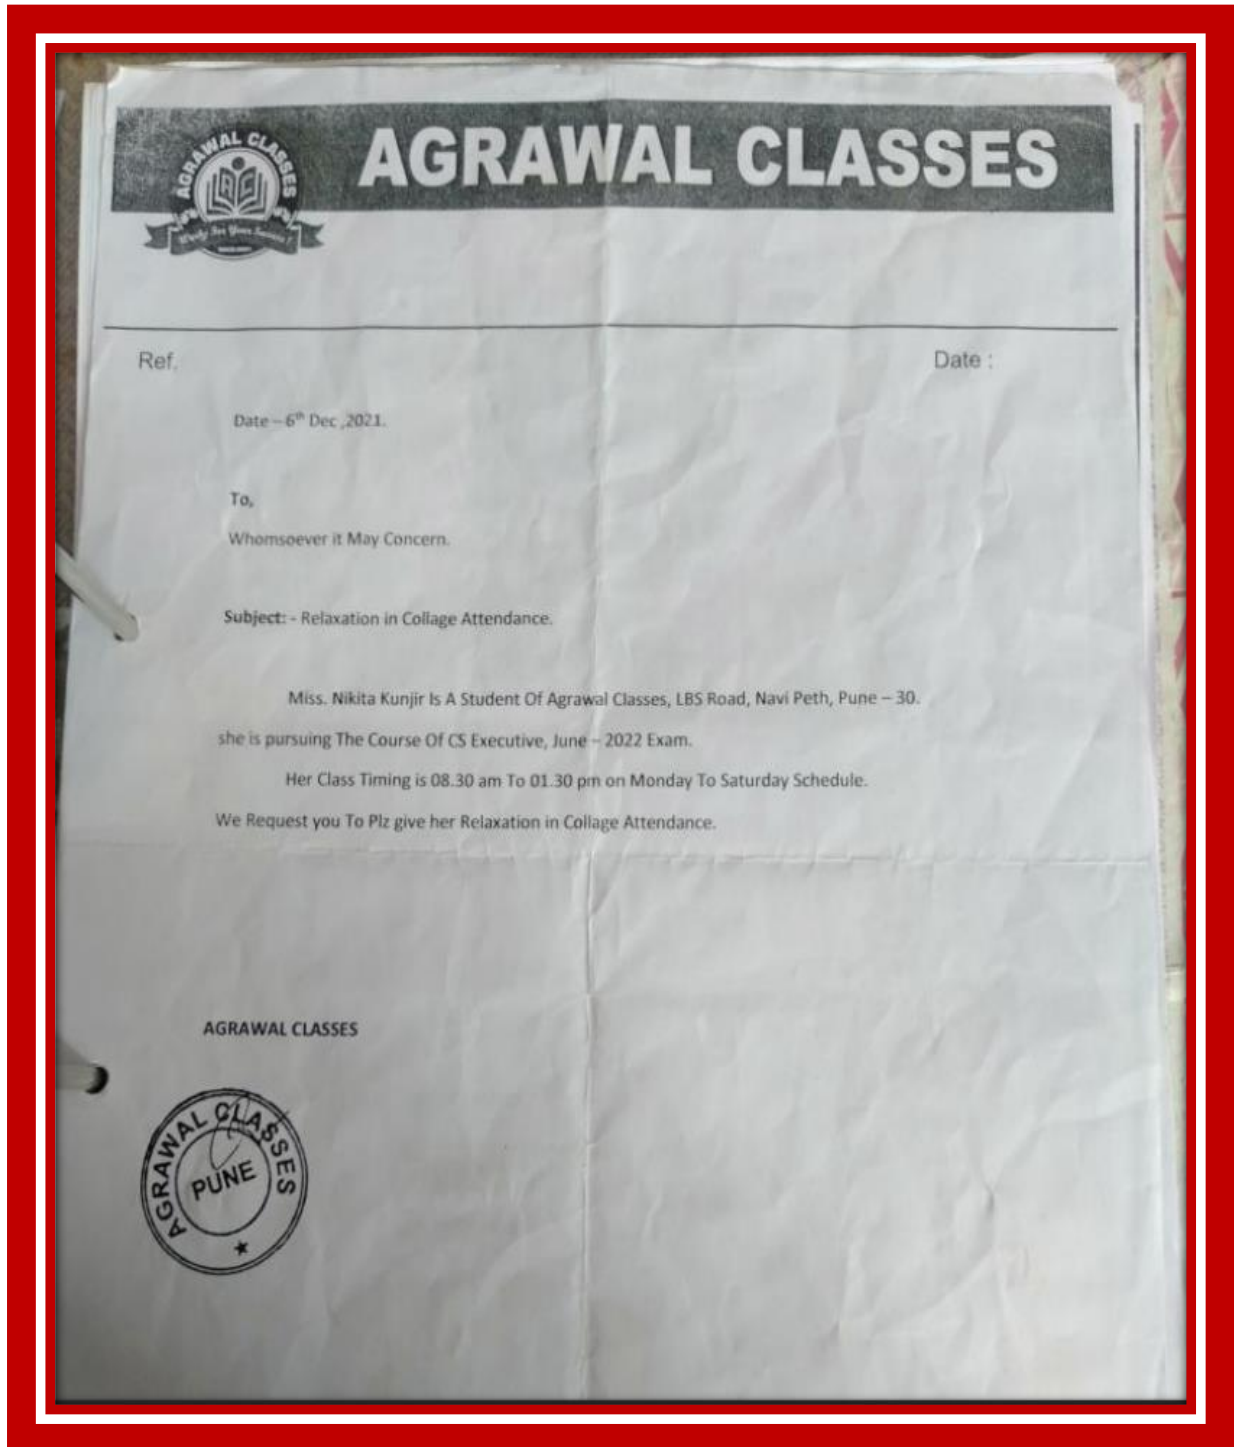 AGRAWAL CLASSES
AGRAWAL CLASSES
Ref.
Date :
Date – 6th Dec ,2021.
To,
Whomsoever it May Concern.
Subject: - Relaxation in Collage Attendance.
Miss. Nikita Kunjir Is A Student Of Agrawal Classes, LBS Road, Navi Peth, Pune – 30.
she is pursuing The Course Of CS Executive, June – 2022 Exam.
Her Class Timing is 08.30 am To 01.30 pm on Monday To Saturday Schedule.
We Request you To Plz give her Relaxation in Collage Attendance.
AGRAWAL CLASSES
AGRAWAL CLASSES
PUNE